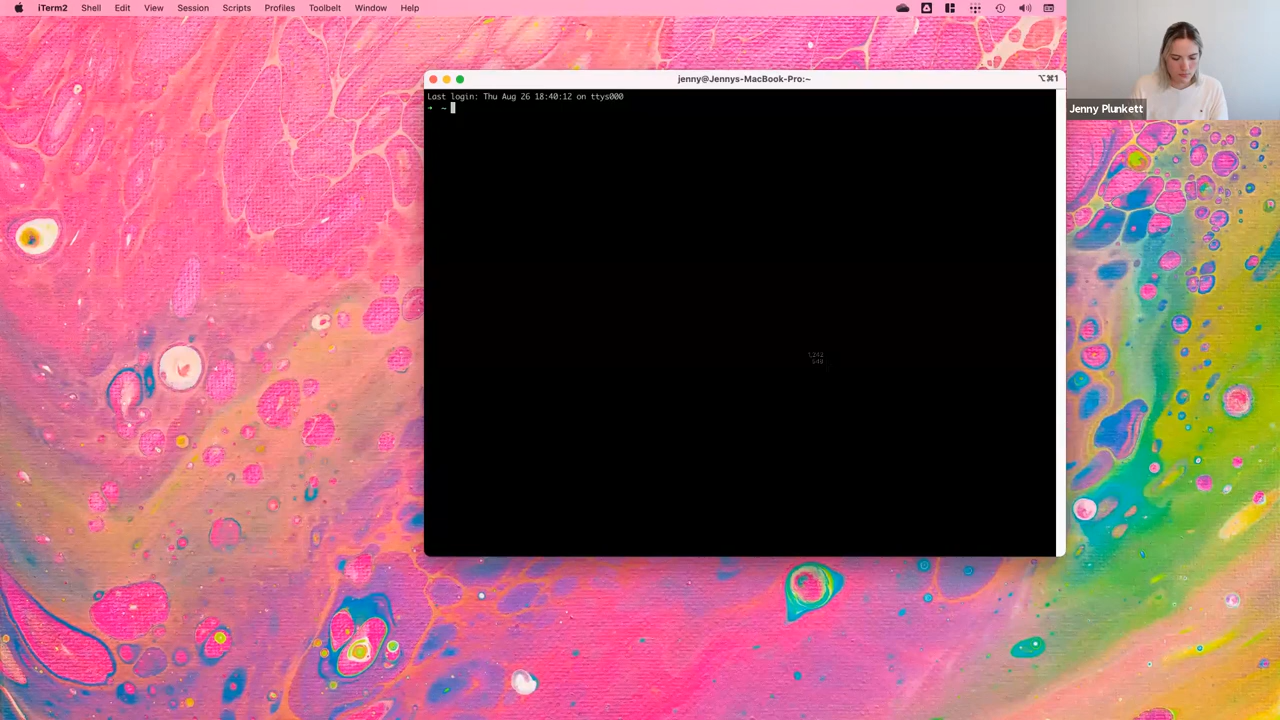 iTerm2 Shell Edit View Session Scripts Profiles Toolbelt Window Help
jenny@Jennys-MacBook-Pro:~ ⌥⌘1
Last login: Thu Aug 26 18:40:12 on ttys000
➜ ~
Jenny Plunkett